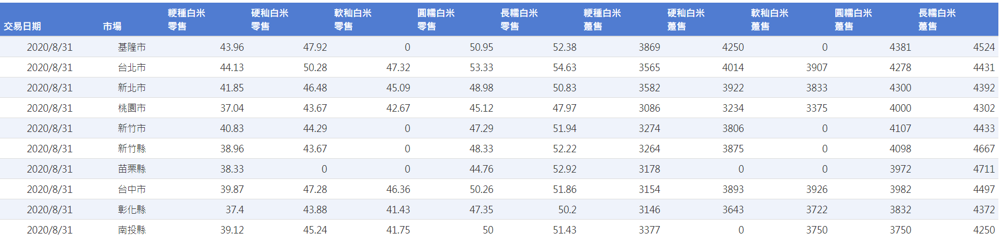 交易日期 市場 粳種白米零售 硬秈白米零售 軟秈白米零售 圓糯白米零售 長糯白米零售 粳種白米躉售 硬秈白米躉售 軟秈白米躉售 圓糯白米躉售 長糯白米躉售
2020/8/31 基隆市 43.96 47.92 0 50.95 52.38 3869 4250 0 4381 4524
2020/8/31 台北市 44.13 50.28 47.32 53.33 54.63 3565 4014 3907 4278 4431
2020/8/31 新北市 41.85 46.48 45.09 48.98 50.83 3582 3922 3833 4300 4392
2020/8/31 桃園市 37.04 43.67 42.67 45.12 47.97 3086 3234 3375 4000 4302
2020/8/31 新竹市 40.83 44.29 0 47.29 51.94 3274 3806 0 4107 4433
2020/8/31 新竹縣 38.96 43.67 0 48.33 52.22 3264 3875 0 4098 4667
2020/8/31 苗栗縣 38.33 0 0 44.76 52.92 3178 0 0 3972 4711
2020/8/31 台中市 39.87 47.28 46.36 50.26 51.86 3154 3893 3926 3982 4497
2020/8/31 彰化縣 37.4 43.88 41.43 47.35 50.2 3146 3643 3722 3832 4372
2020/8/31 南投縣 39.12 45.24 41.75 50 51.43 3377 0 3750 3750 4250